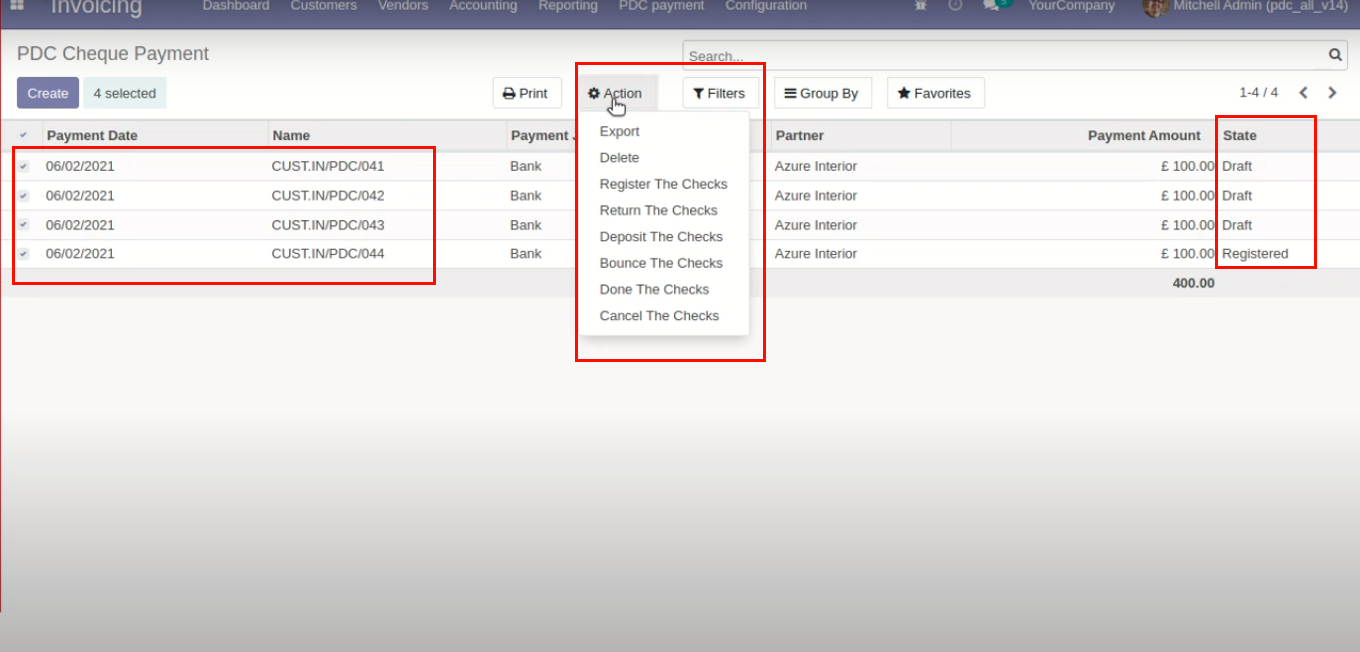 Invoicing Dashboard Customers Vendors Accounting Reporting PDC payment Configuration 5 YourCompany Mitchell Admin (pdc_all_v14)
PDC Cheque Payment
Search...
Create 4 selected Print Action Filters Group By Favorites 1-4 / 4
Payment Date Name Payment Partner Payment Amount State
06/02/2021 CUST.IN/PDC/041 Bank Azure Interior £ 100.00 Draft
06/02/2021 CUST.IN/PDC/042 Bank Azure Interior £ 100.00 Draft
06/02/2021 CUST.IN/PDC/043 Bank Azure Interior £ 100.00 Draft
06/02/2021 CUST.IN/PDC/044 Bank Azure Interior £ 100.00 Registered
400.00
Export
Delete
Register The Checks
Return The Checks
Deposit The Checks
Bounce The Checks
Done The Checks
Cancel The Checks